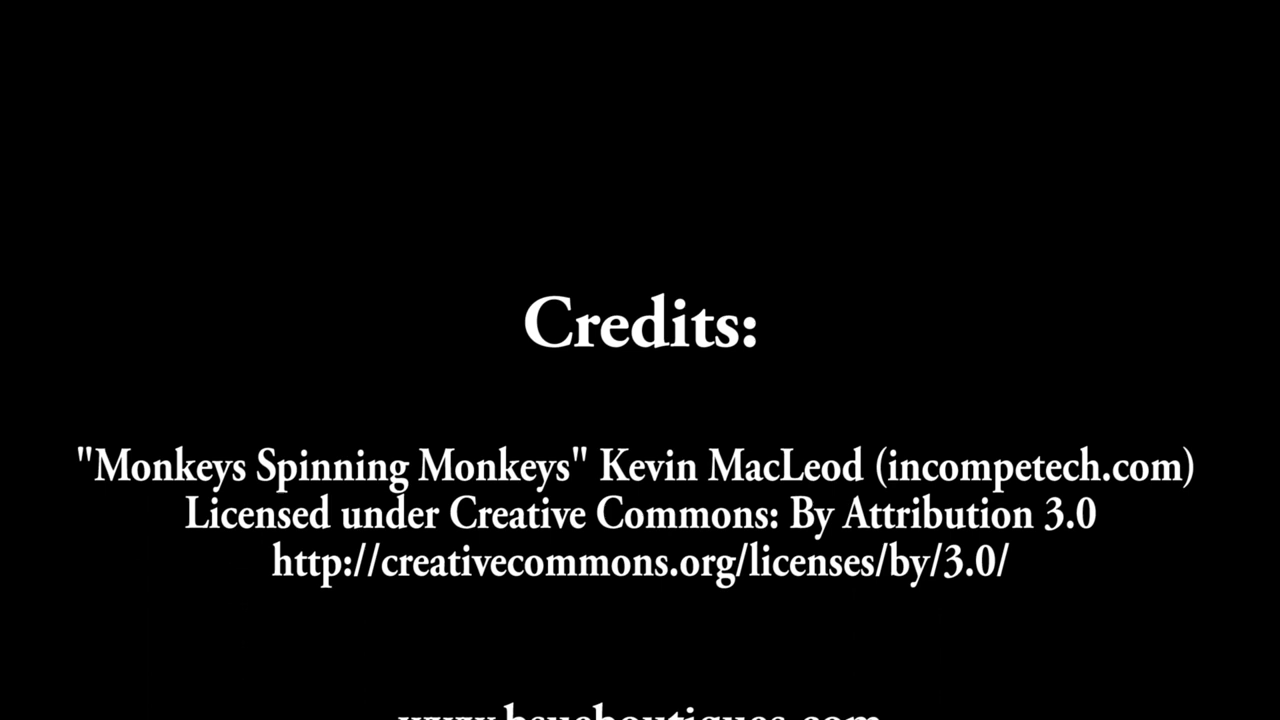 Credits:
"Monkeys Spinning Monkeys" Kevin MacLeod (incompetech.com)
Licensed under Creative Commons: By Attribution 3.0
http://creativecommons.org/licenses/by/3.0/